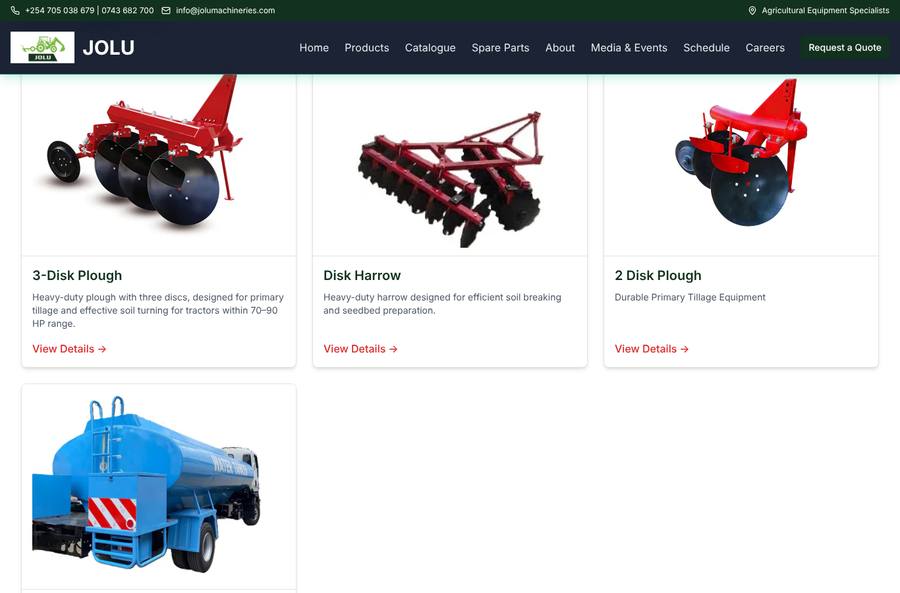 +254 705 038 679 | 0743 682 700
info@jolumachineries.com
Agricultural Equipment Specialists
JOLU
JOLU
Home
Products
Catalogue
Spare Parts
About
Media & Events
Schedule
Careers
Request a Quote
3-Disk Plough
Heavy-duty plough with three discs, designed for primary
tillage and effective soil turning for tractors within 70–90
HP range.
View Details →
Disk Harrow
Heavy-duty harrow designed for efficient soil breaking
and seedbed preparation.
View Details →
2 Disk Plough
Durable Primary Tillage Equipment
View Details →
WATER TANKER